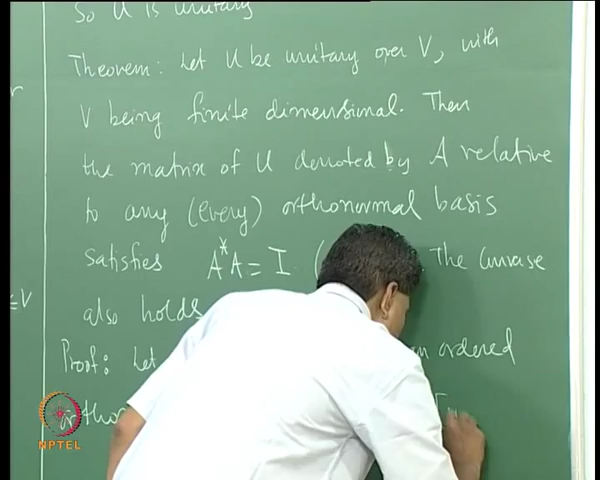 So U is unitary
Theorem: Let U be unitary over V, with
V being finite dimensional. Then
the matrix of U denoted by A relative
to any (every) orthonormal basis
satisfies A*A = I ( The converse
also holds
Proof: Let ordered
NPTEL